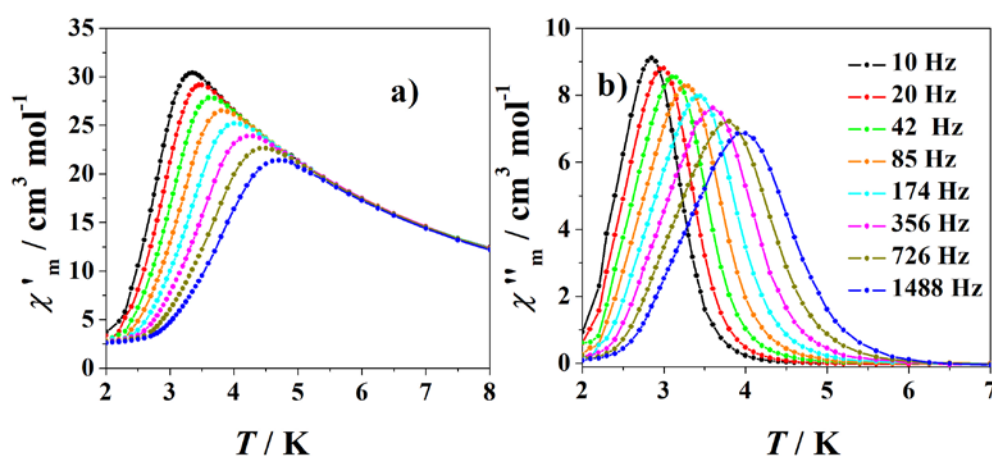 35
30
25
20
15
10
5
0
χ'm / cm³ mol⁻¹
a)
2
3
4
5
6
7
8
T / K
10
8
6
4
2
0
χ''m / cm³ mol⁻¹
b)
10 Hz
20 Hz
42 Hz
85 Hz
174 Hz
356 Hz
726 Hz
1488 Hz
2
3
4
5
6
7
T / K